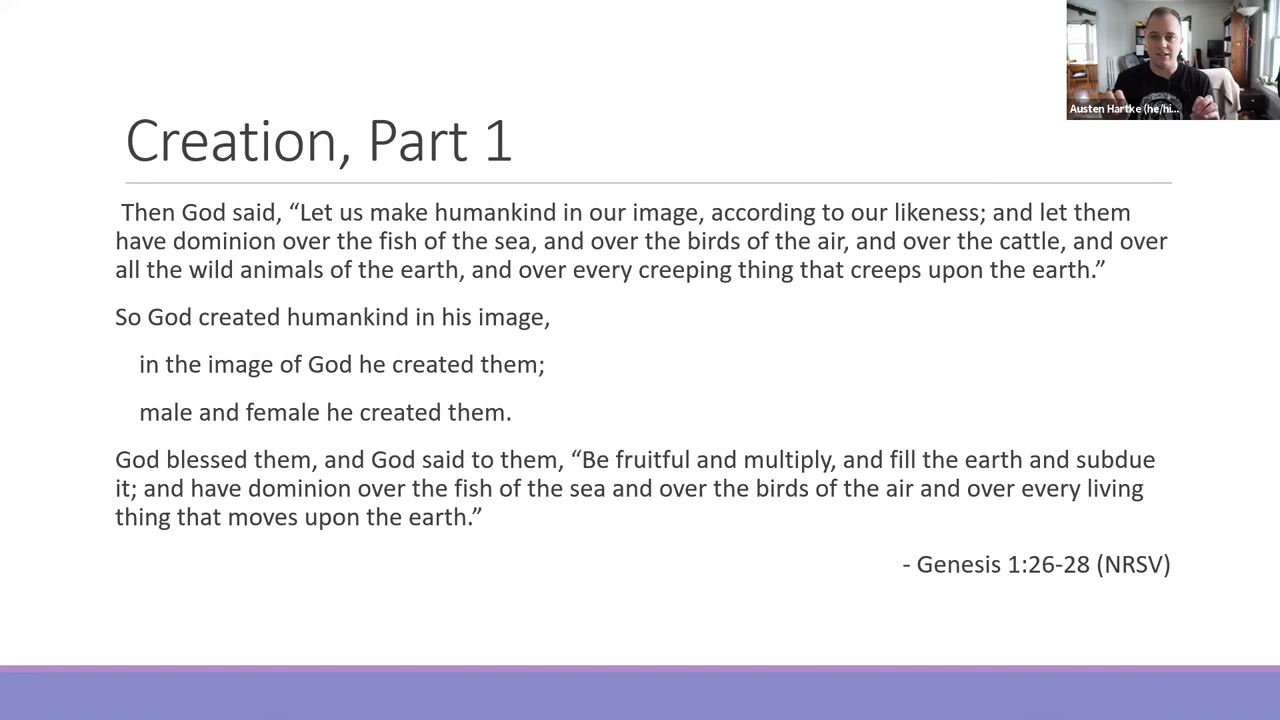 Austen Hartke (he/hi...
Creation, Part 1
Then God said, “Let us make humankind in our image, according to our likeness; and let them
have dominion over the fish of the sea, and over the birds of the air, and over the cattle, and over
all the wild animals of the earth, and over every creeping thing that creeps upon the earth.”
So God created humankind in his image,
in the image of God he created them;
male and female he created them.
God blessed them, and God said to them, “Be fruitful and multiply, and fill the earth and subdue
it; and have dominion over the fish of the sea and over the birds of the air and over every living
thing that moves upon the earth.”
- Genesis 1:26-28 (NRSV)